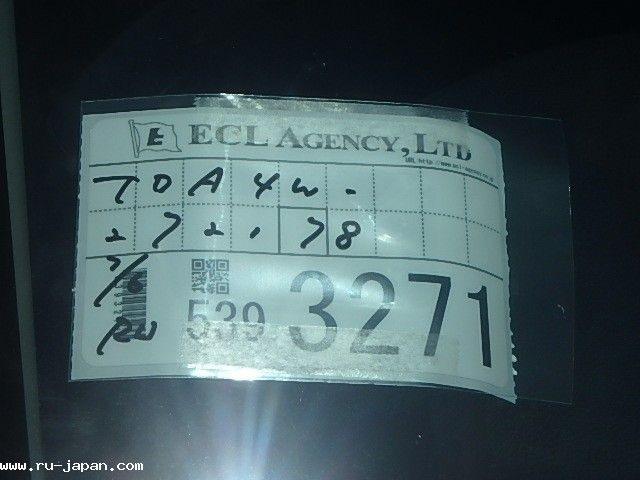 E ECL AGENCY, LTD
TOA4W-
272.78
539 3271
www.ru-japan.com